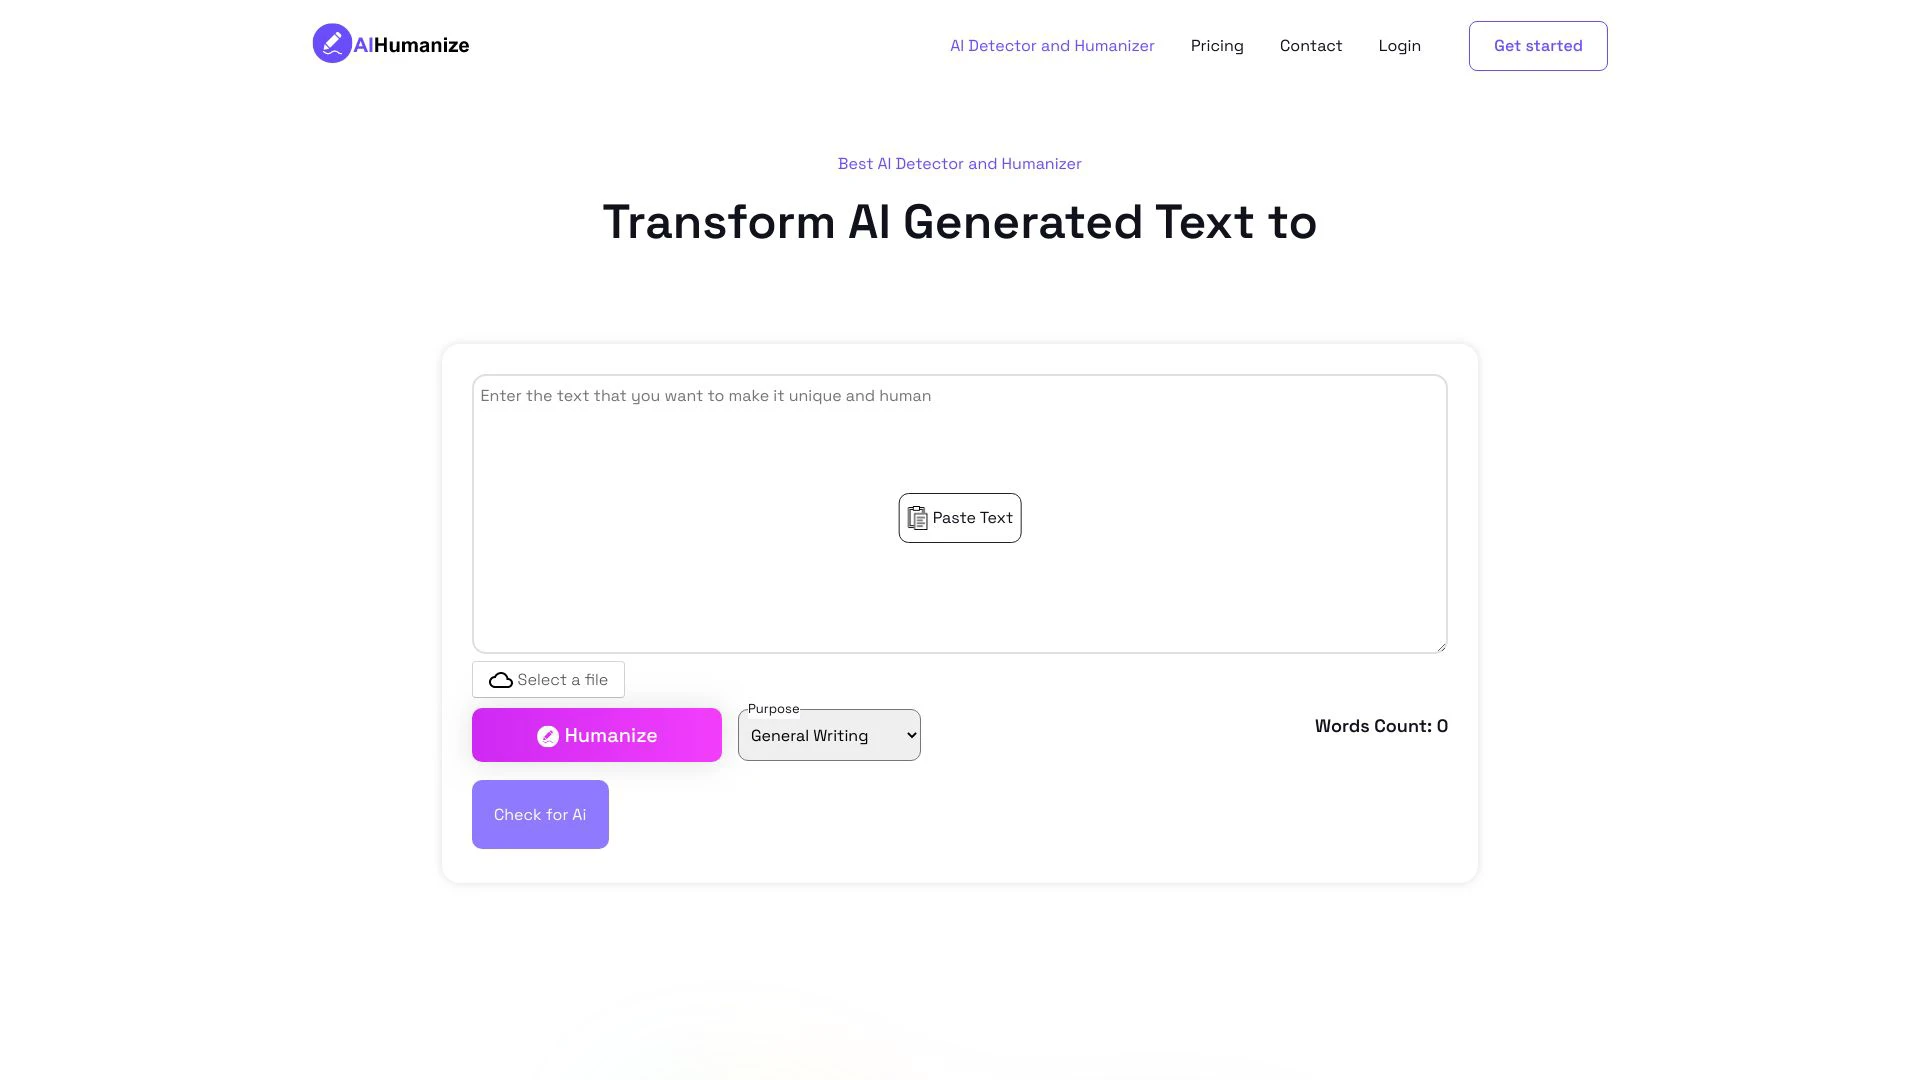 AIHumanize
AI Detector and Humanizer
Pricing
Contact
Login
Get started
Best AI Detector and Humanizer
Transform AI Generated Text to
Enter the text that you want to make it unique and human
Paste Text
Select a file
Humanize
Purpose
General Writing
Words Count: 0
Check for Ai